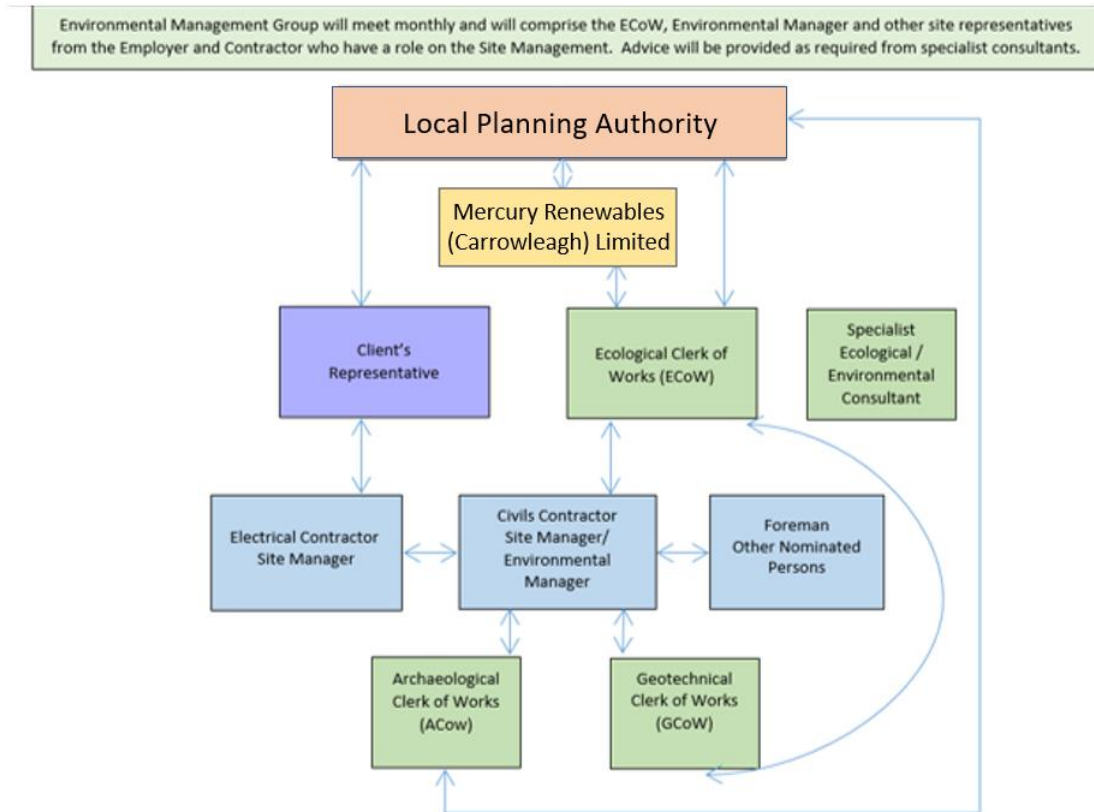 Environmental Management Group will meet monthly and will comprise the ECoW, Environmental Manager and other site representatives
from the Employer and Contractor who have a role on the Site Management.  Advice will be provided as required from specialist consultants.
Local Planning Authority
Mercury Renewables
(Carrowleagh) Limited
Client's
Representative
Ecological Clerk of
Works (ECoW)
Specialist
Ecological /
Environmental
Consultant
Electrical Contractor
Site Manager
Civils Contractor
Site Manager/
Environmental
Manager
Foreman
Other Nominated
Persons
Archaeological
Clerk of Works
(ACow)
Geotechnical
Clerk of Works
(GCoW)